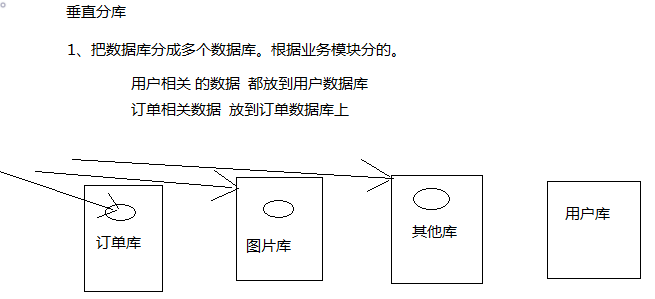 垂直分库
1、把数据库分成多个数据库。根据业务模块分的。
用户相关 的数据 都放到用户数据库
订单相关数据 放到订单数据库上
订单库
图片库
其他库
用户库